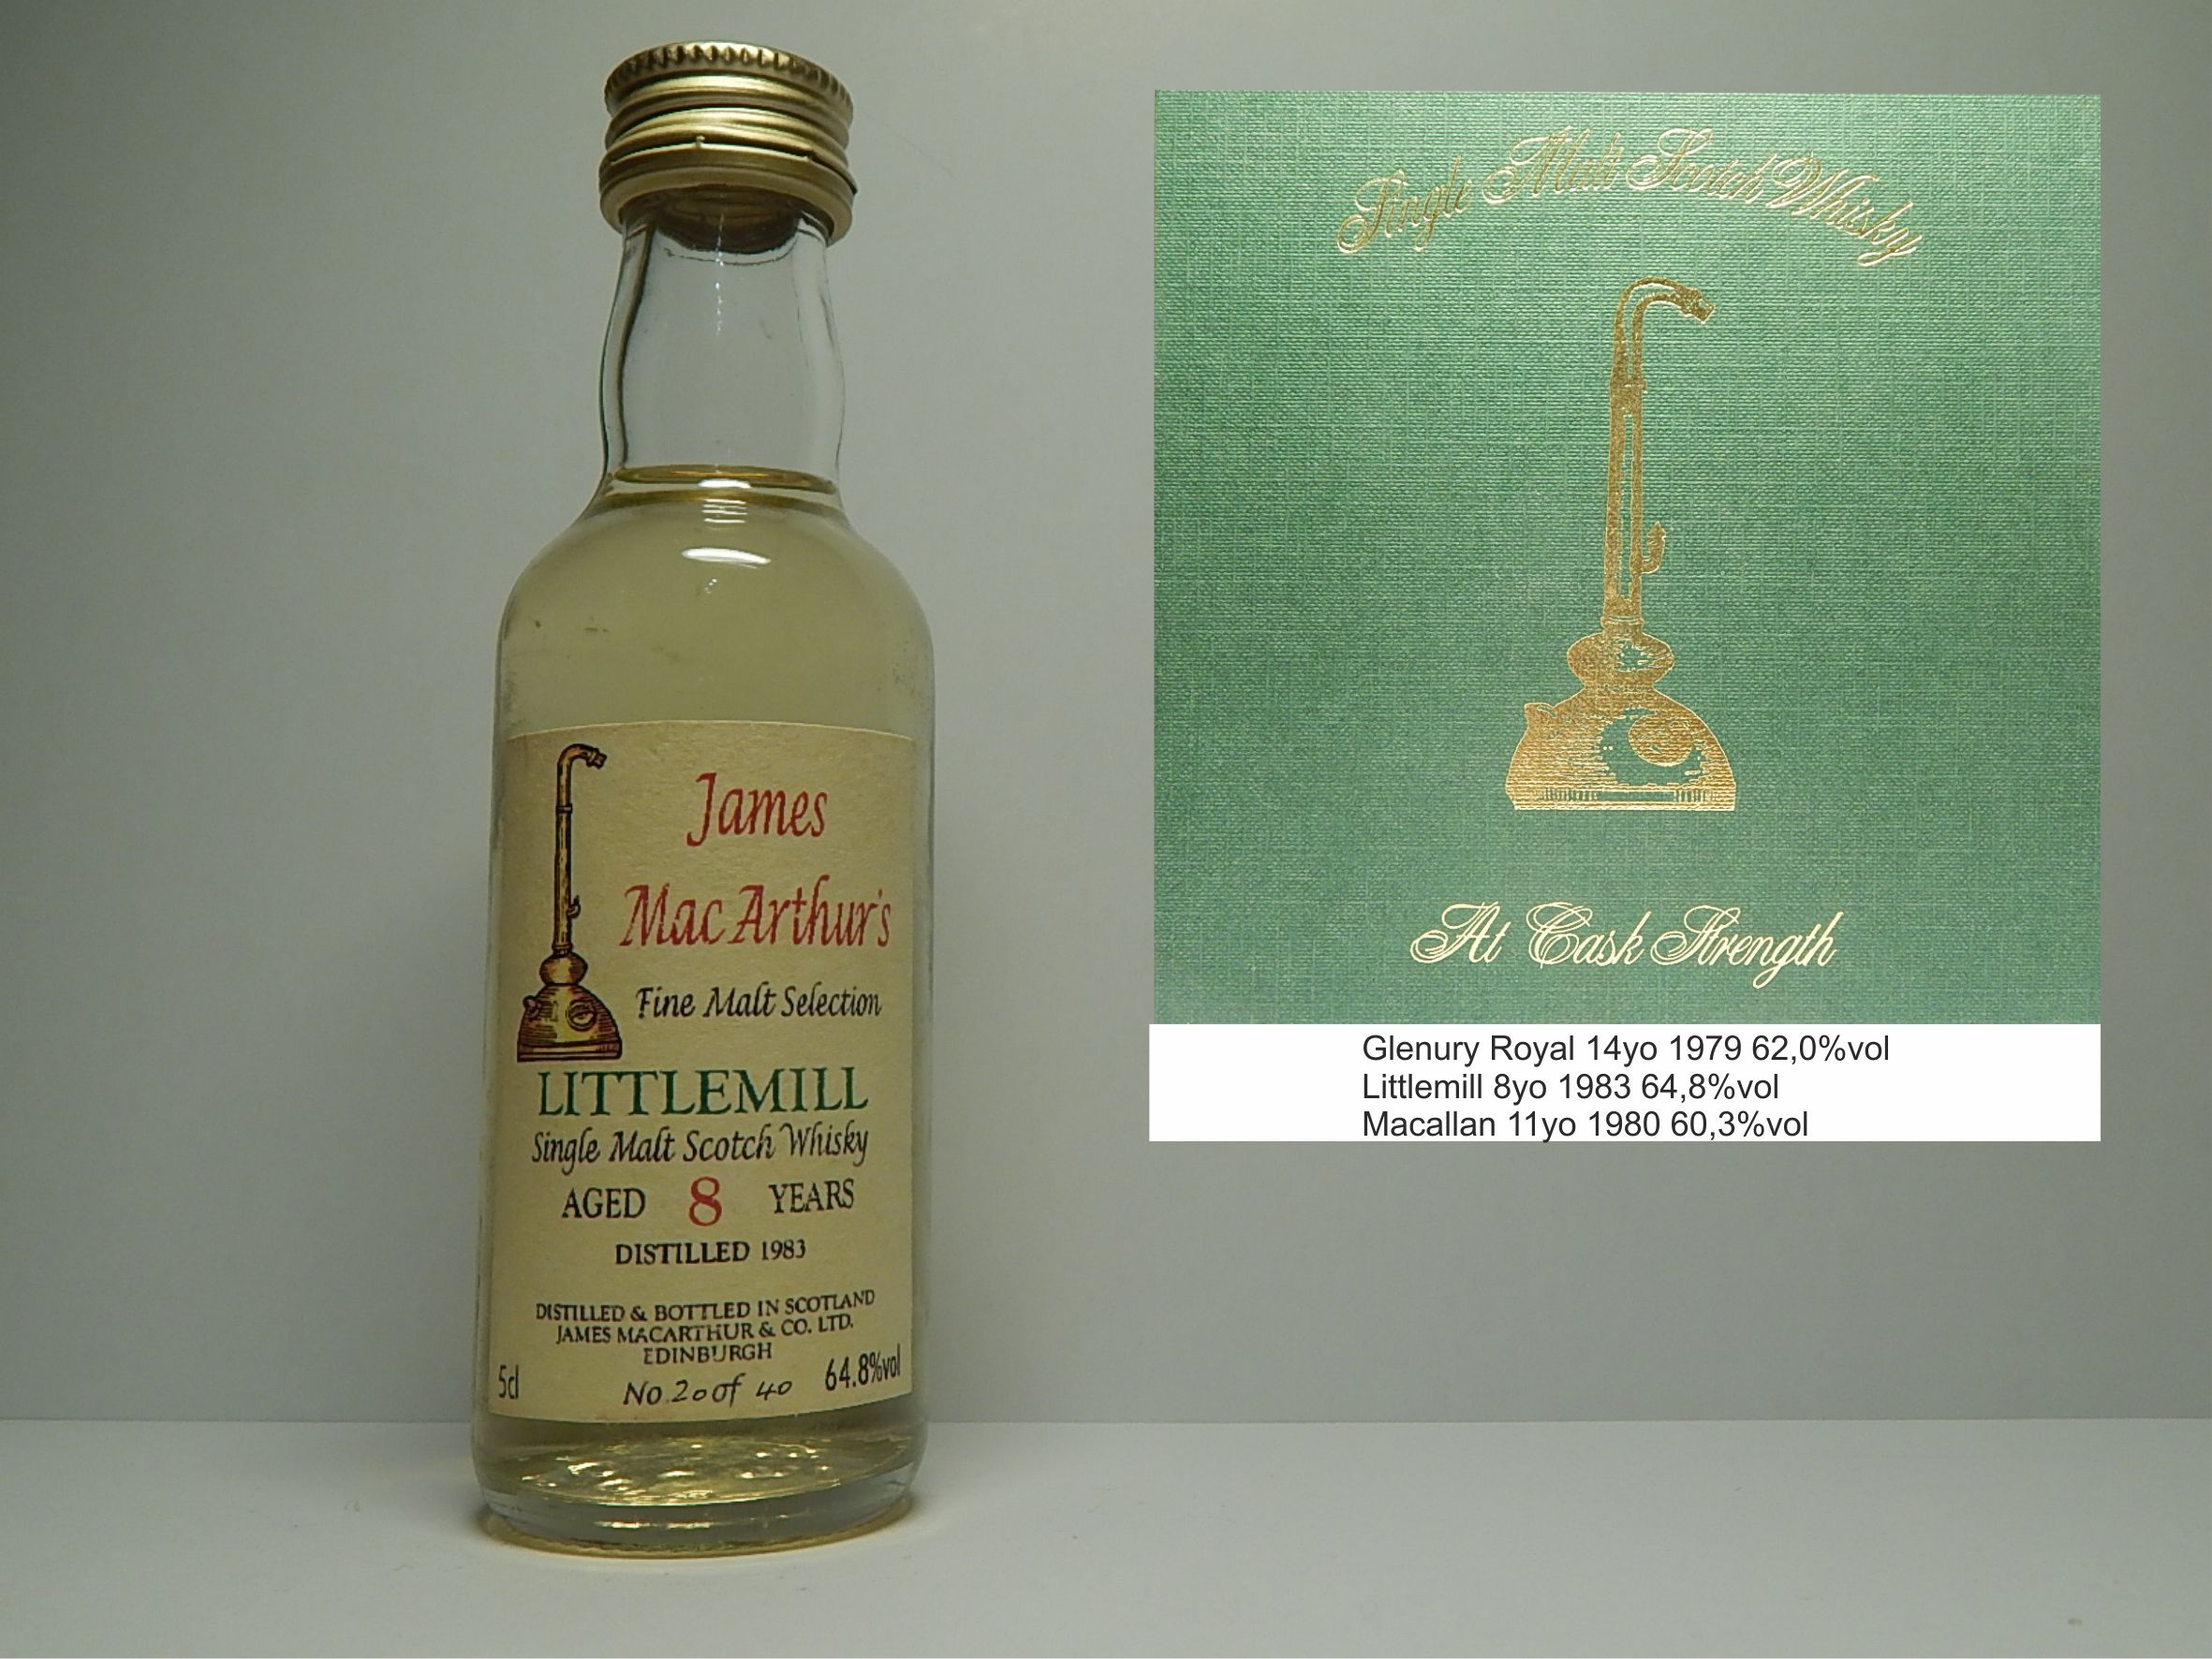 James
Mac Arthur's
Fine Malt Selection
LITTLEMILL
Single Malt Scotch Whisky
AGED 8 YEARS
DISTILLED 1983
DISTILLED & BOTTLED IN SCOTLAND
JAMES MACARTHUR & CO. LTD.
EDINBURGH
5cl No. 20 of 40 64.8%vol
Single Malt Scotch Whisky
At Cask Strength
Glenury Royal 14yo 1979 62,0%vol
Littlemill 8yo 1983 64,8%vol
Macallan 11yo 1980 60,3%vol